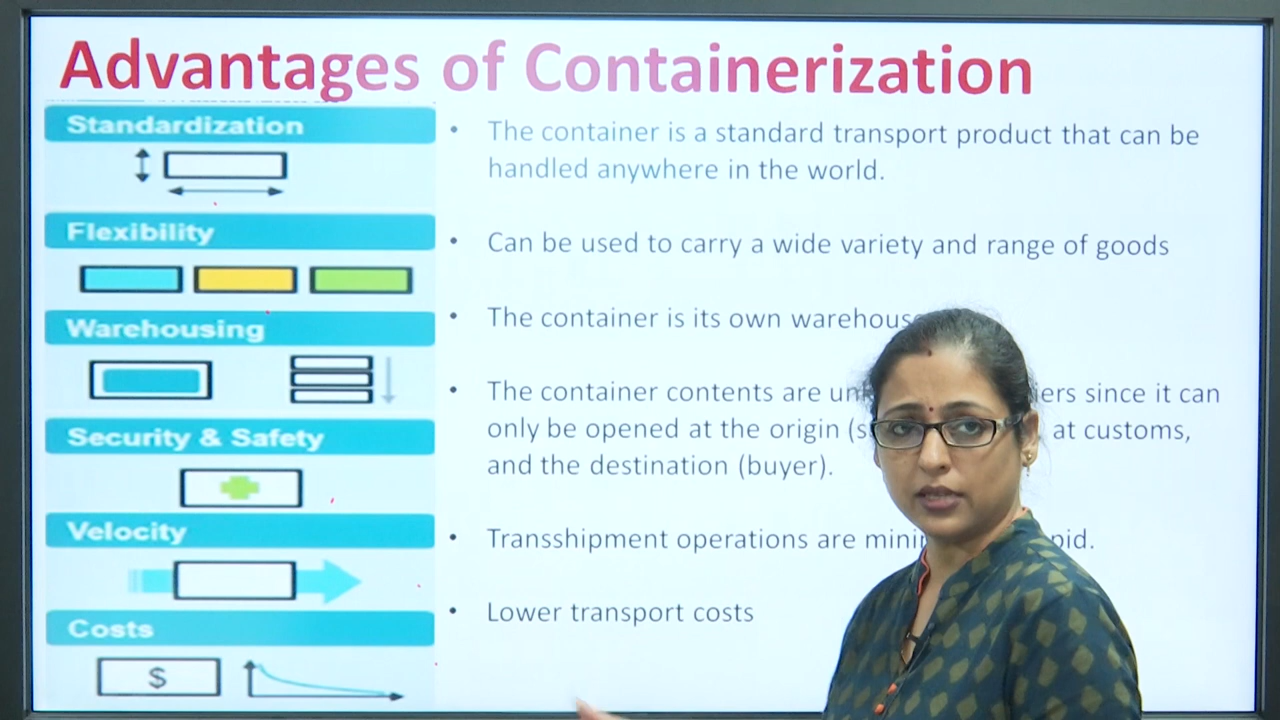 Advantages of Containerization
Standardization
• The container is a standard transport product that can be
handled anywhere in the world.
Flexibility
• Can be used to carry a wide variety and range of goods
Warehousing
• The container is its own
• The container contents are since it can
Security & Safety
only be opened at the origin at customs,
and the destination (buyer).
Velocity
• Transshipment operations are
• Lower transport costs
Costs
$